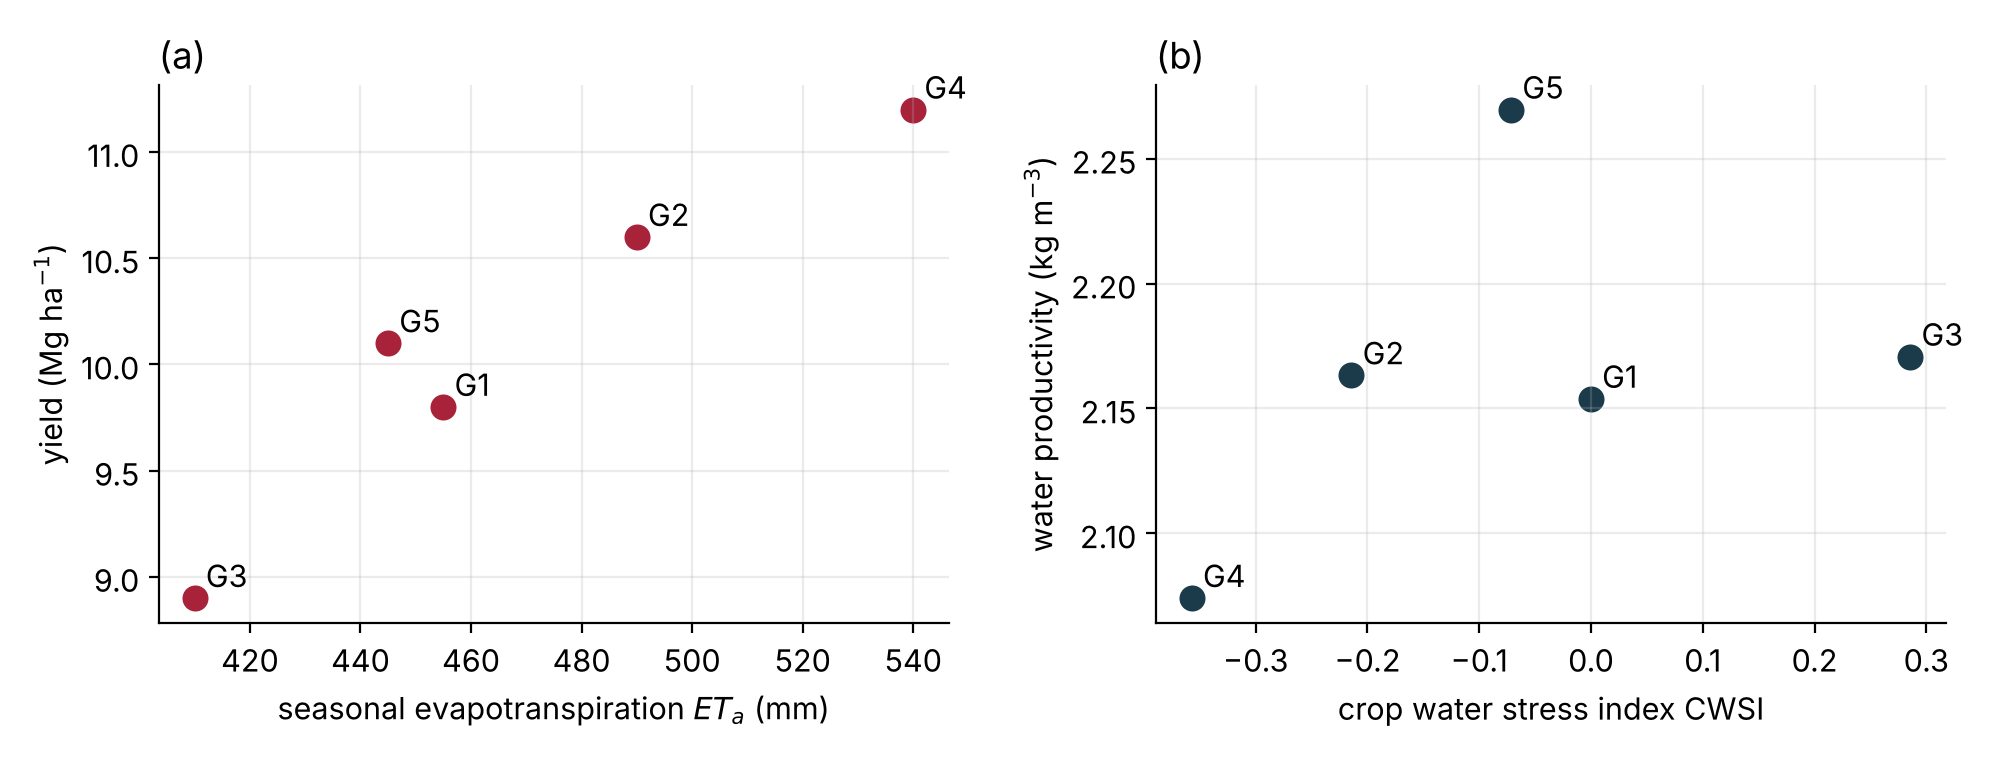 (a)
yield (Mg ha⁻¹)
11.0
10.5
10.0
9.5
9.0
G4
G2
G5
G1
G3
420 440 460 480 500 520 540
seasonal evapotranspiration ETₐ (mm)
(b)
water productivity (kg m⁻³)
2.25
2.20
2.15
2.10
G5
G3
G2
G1
G4
−0.3 −0.2 −0.1 0.0 0.1 0.2 0.3
crop water stress index CWSI